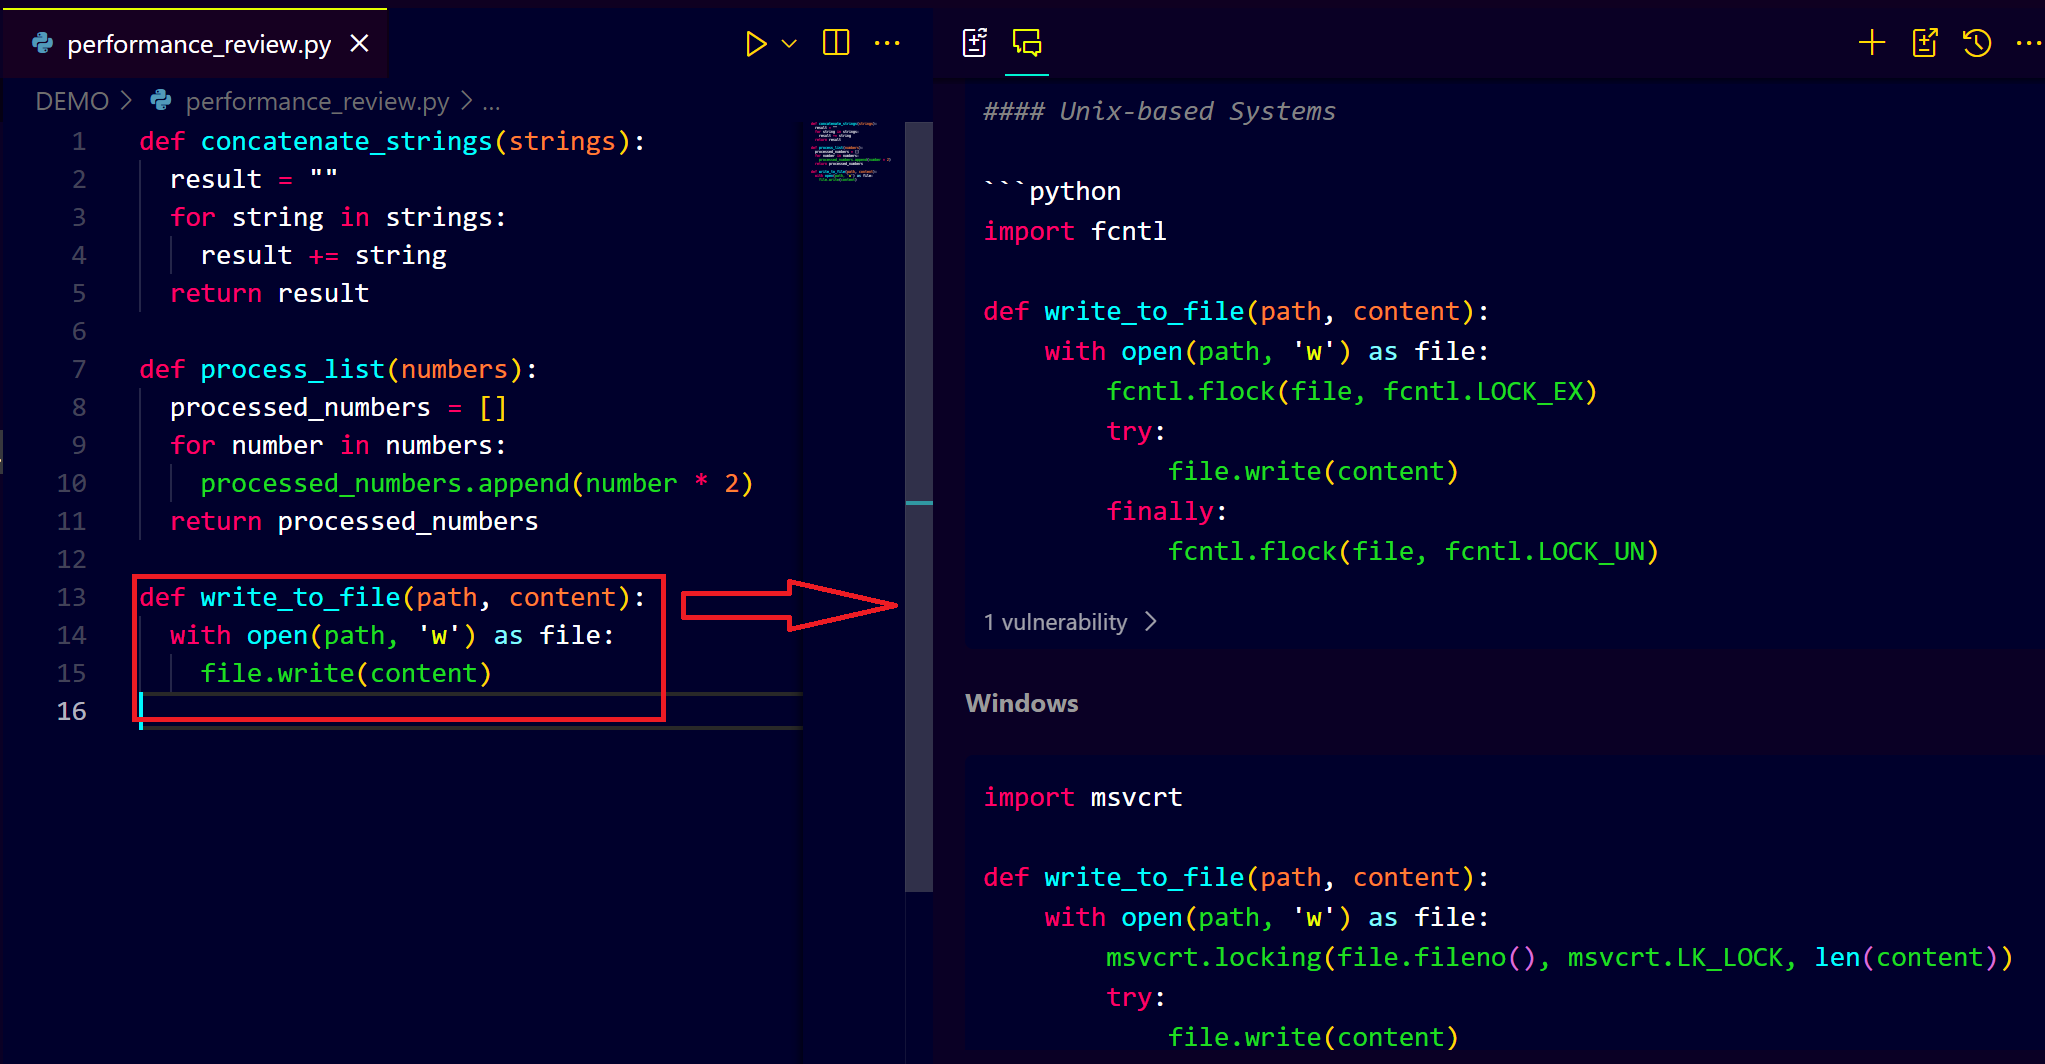 performance_review.py
DEMO > performance_review.py > ...
1 def concatenate_strings(strings):
2   result = ""
3   for string in strings:
4     result += string
5   return result
6
7 def process_list(numbers):
8   processed_numbers = []
9   for number in numbers:
10     processed_numbers.append(number * 2)
11   return processed_numbers
12
13 def write_to_file(path, content):
14   with open(path, 'w') as file:
15     file.write(content)
16
#### Unix-based Systems
```python
import fcntl
def write_to_file(path, content):
    with open(path, 'w') as file:
        fcntl.flock(file, fcntl.LOCK_EX)
        try:
            file.write(content)
        finally:
            fcntl.flock(file, fcntl.LOCK_UN)
1 vulnerability >
Windows
import msvcrt
def write_to_file(path, content):
    with open(path, 'w') as file:
        msvcrt.locking(file.fileno(), msvcrt.LK_LOCK, len(content))
        try:
            file.write(content)